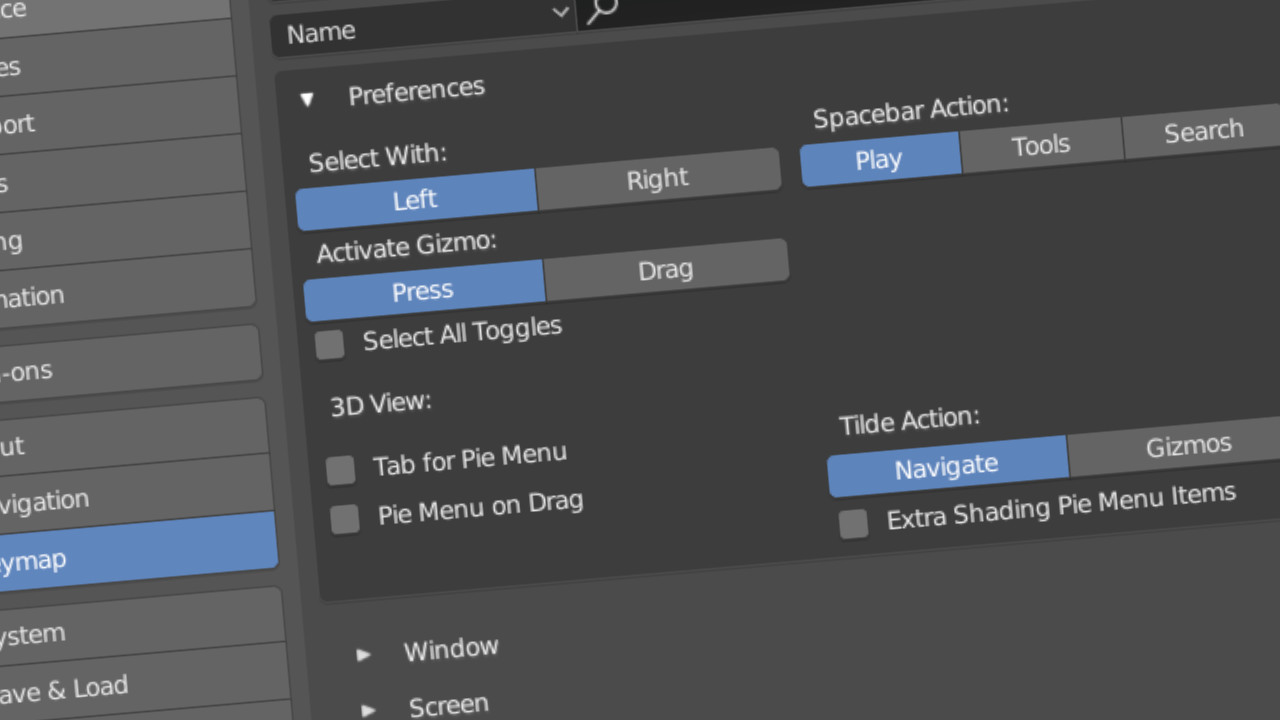 ce
es
ort
s
ng
nation
-ons
ut
vigation
eymap
ystem
ave & Load
Name
Preferences
Select With:
Left Right
Activate Gizmo:
Press Drag
Select All Toggles
3D View:
Tab for Pie Menu
Pie Menu on Drag
Spacebar Action:
Play Tools Search
Tilde Action:
Navigate Gizmos
Extra Shading Pie Menu Items
Window
Screen